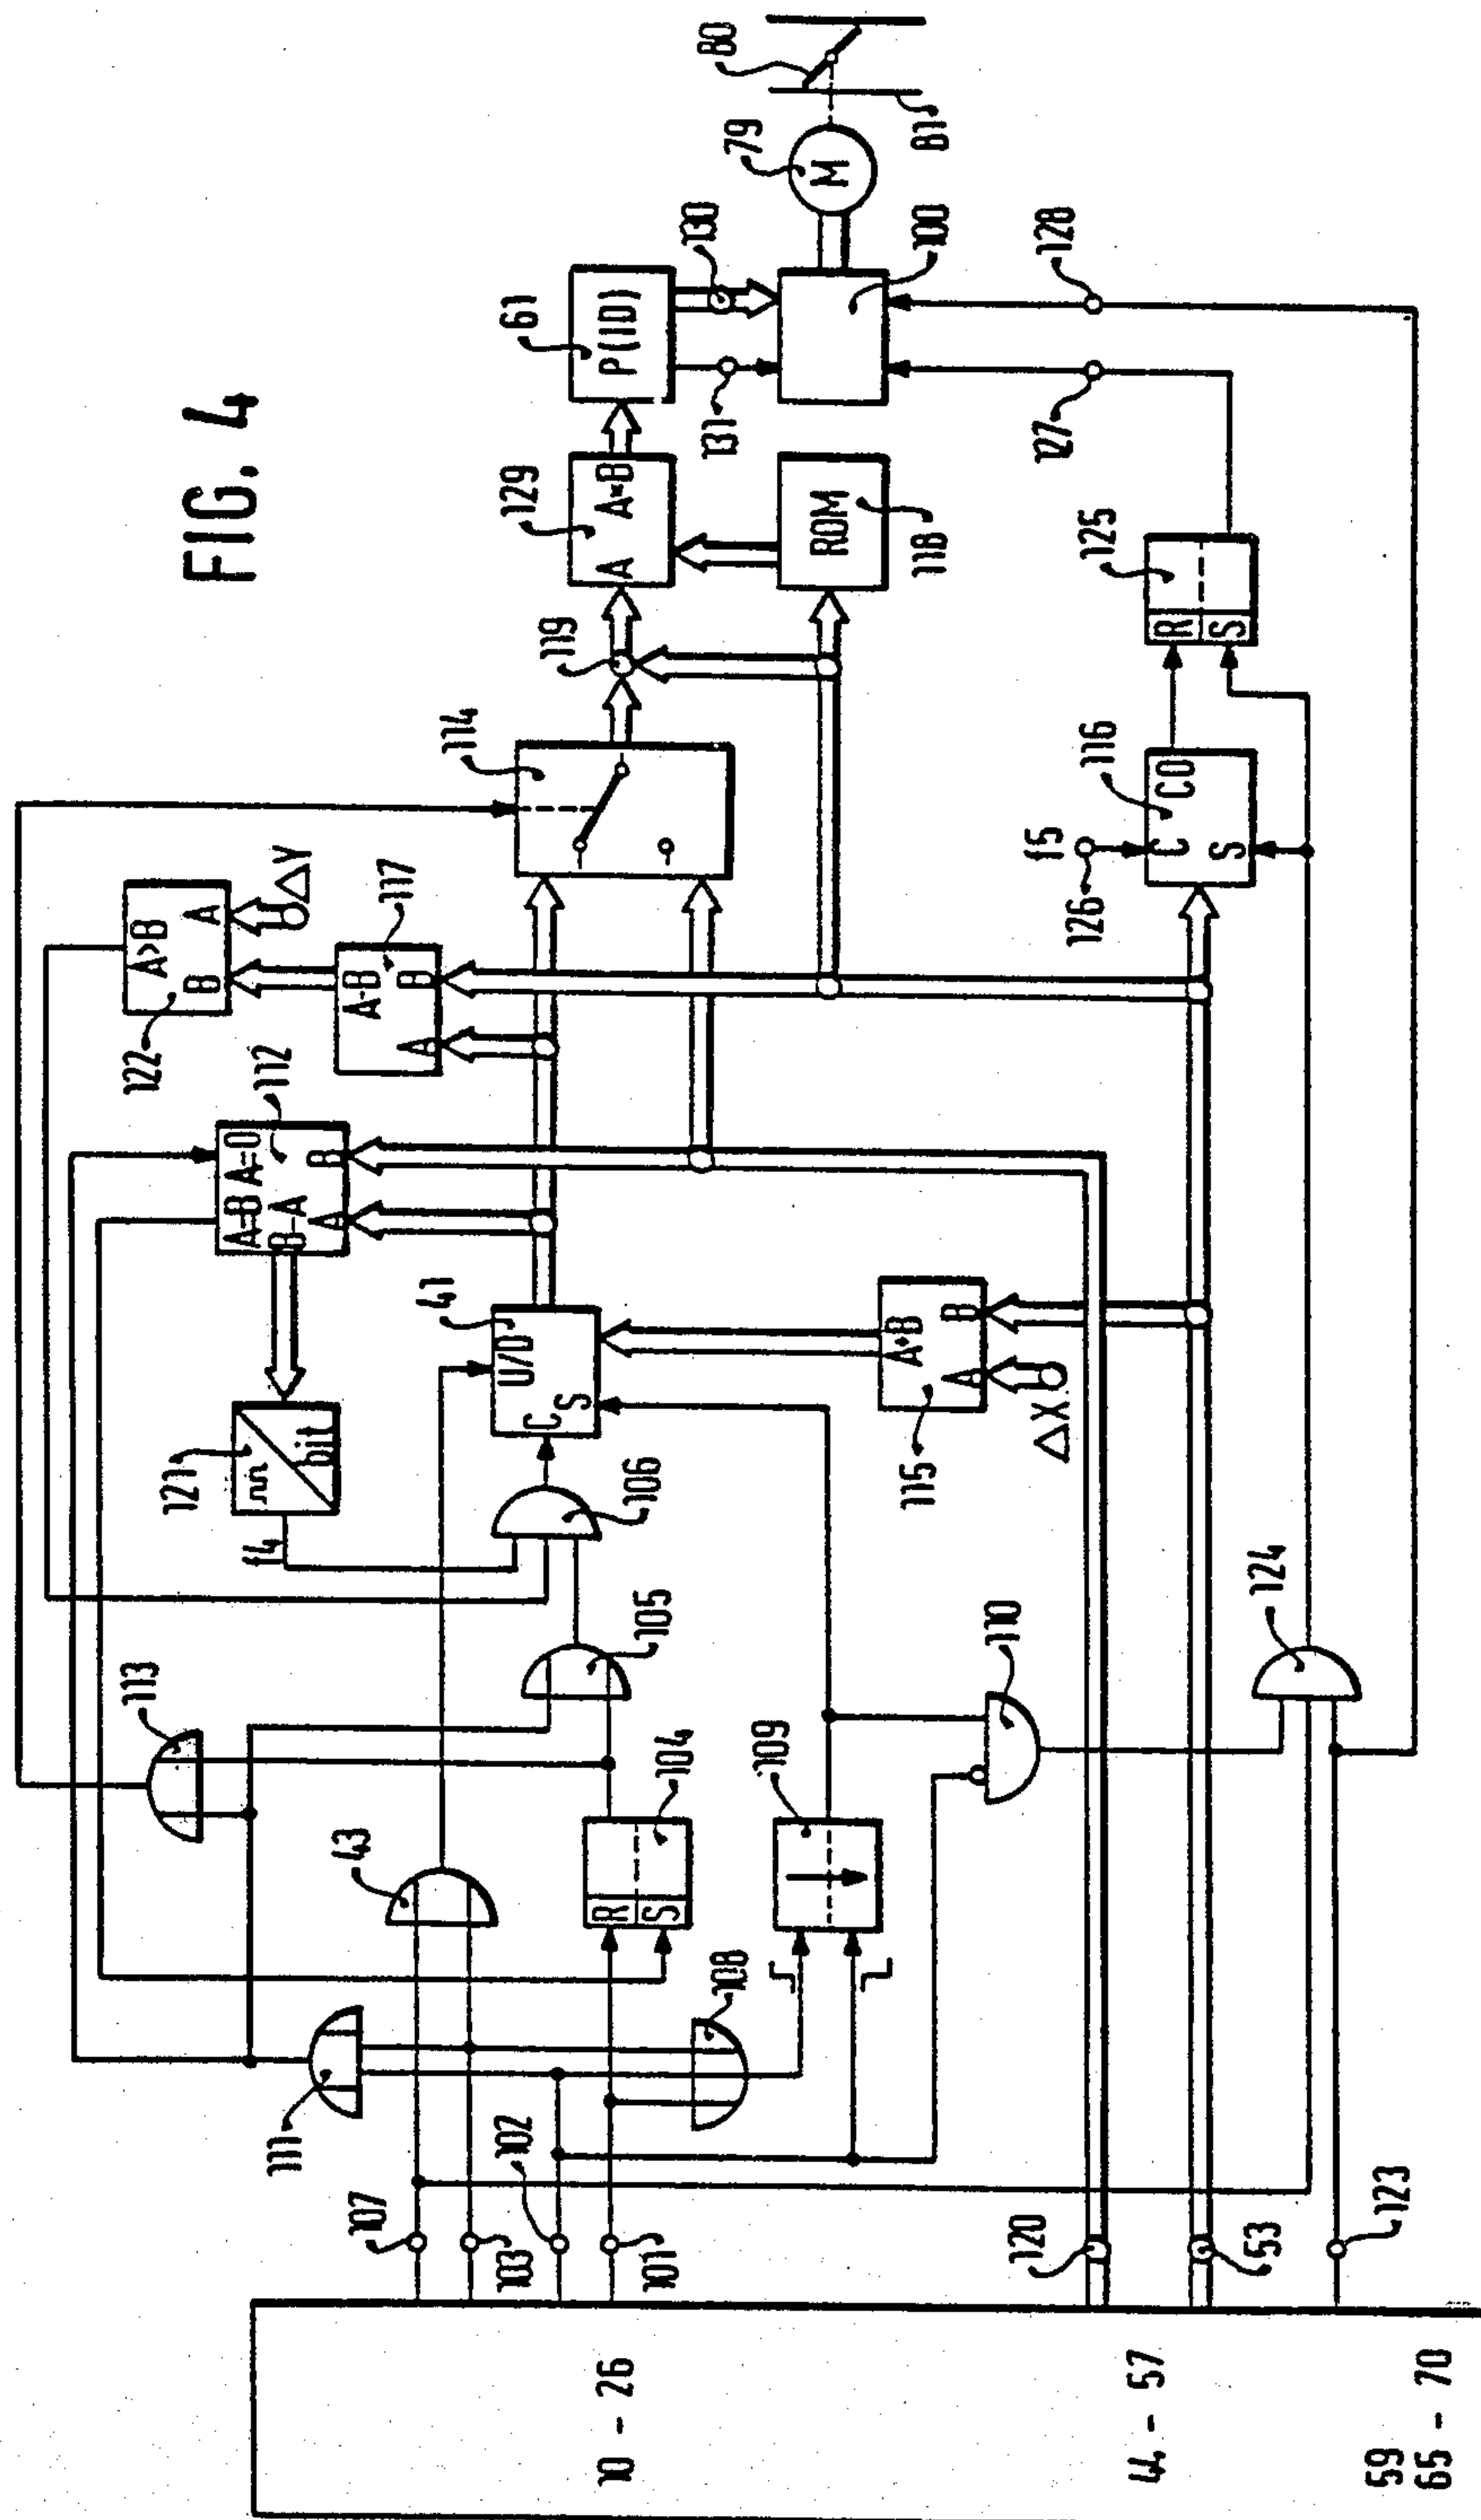 FIG. 4
10 - 26
44 - 57
59
65 - 70
107
103
102
101
120
53
123
111
108
43
R
S
104
109
113
105
106
110
124
121
bit
f4
C
U/D
S
41
115
A+B
A
B
ΔX
A=B
A=0
B-A
A
B
112
122
A>B
B
A
ΔY
117
A-B
A
B
114
119
126
f5
C
CO
S
116
R
S
125
129
A
A*B
ROM
118
61
P(ID)
131
130
100
127
128
79
M
80
81